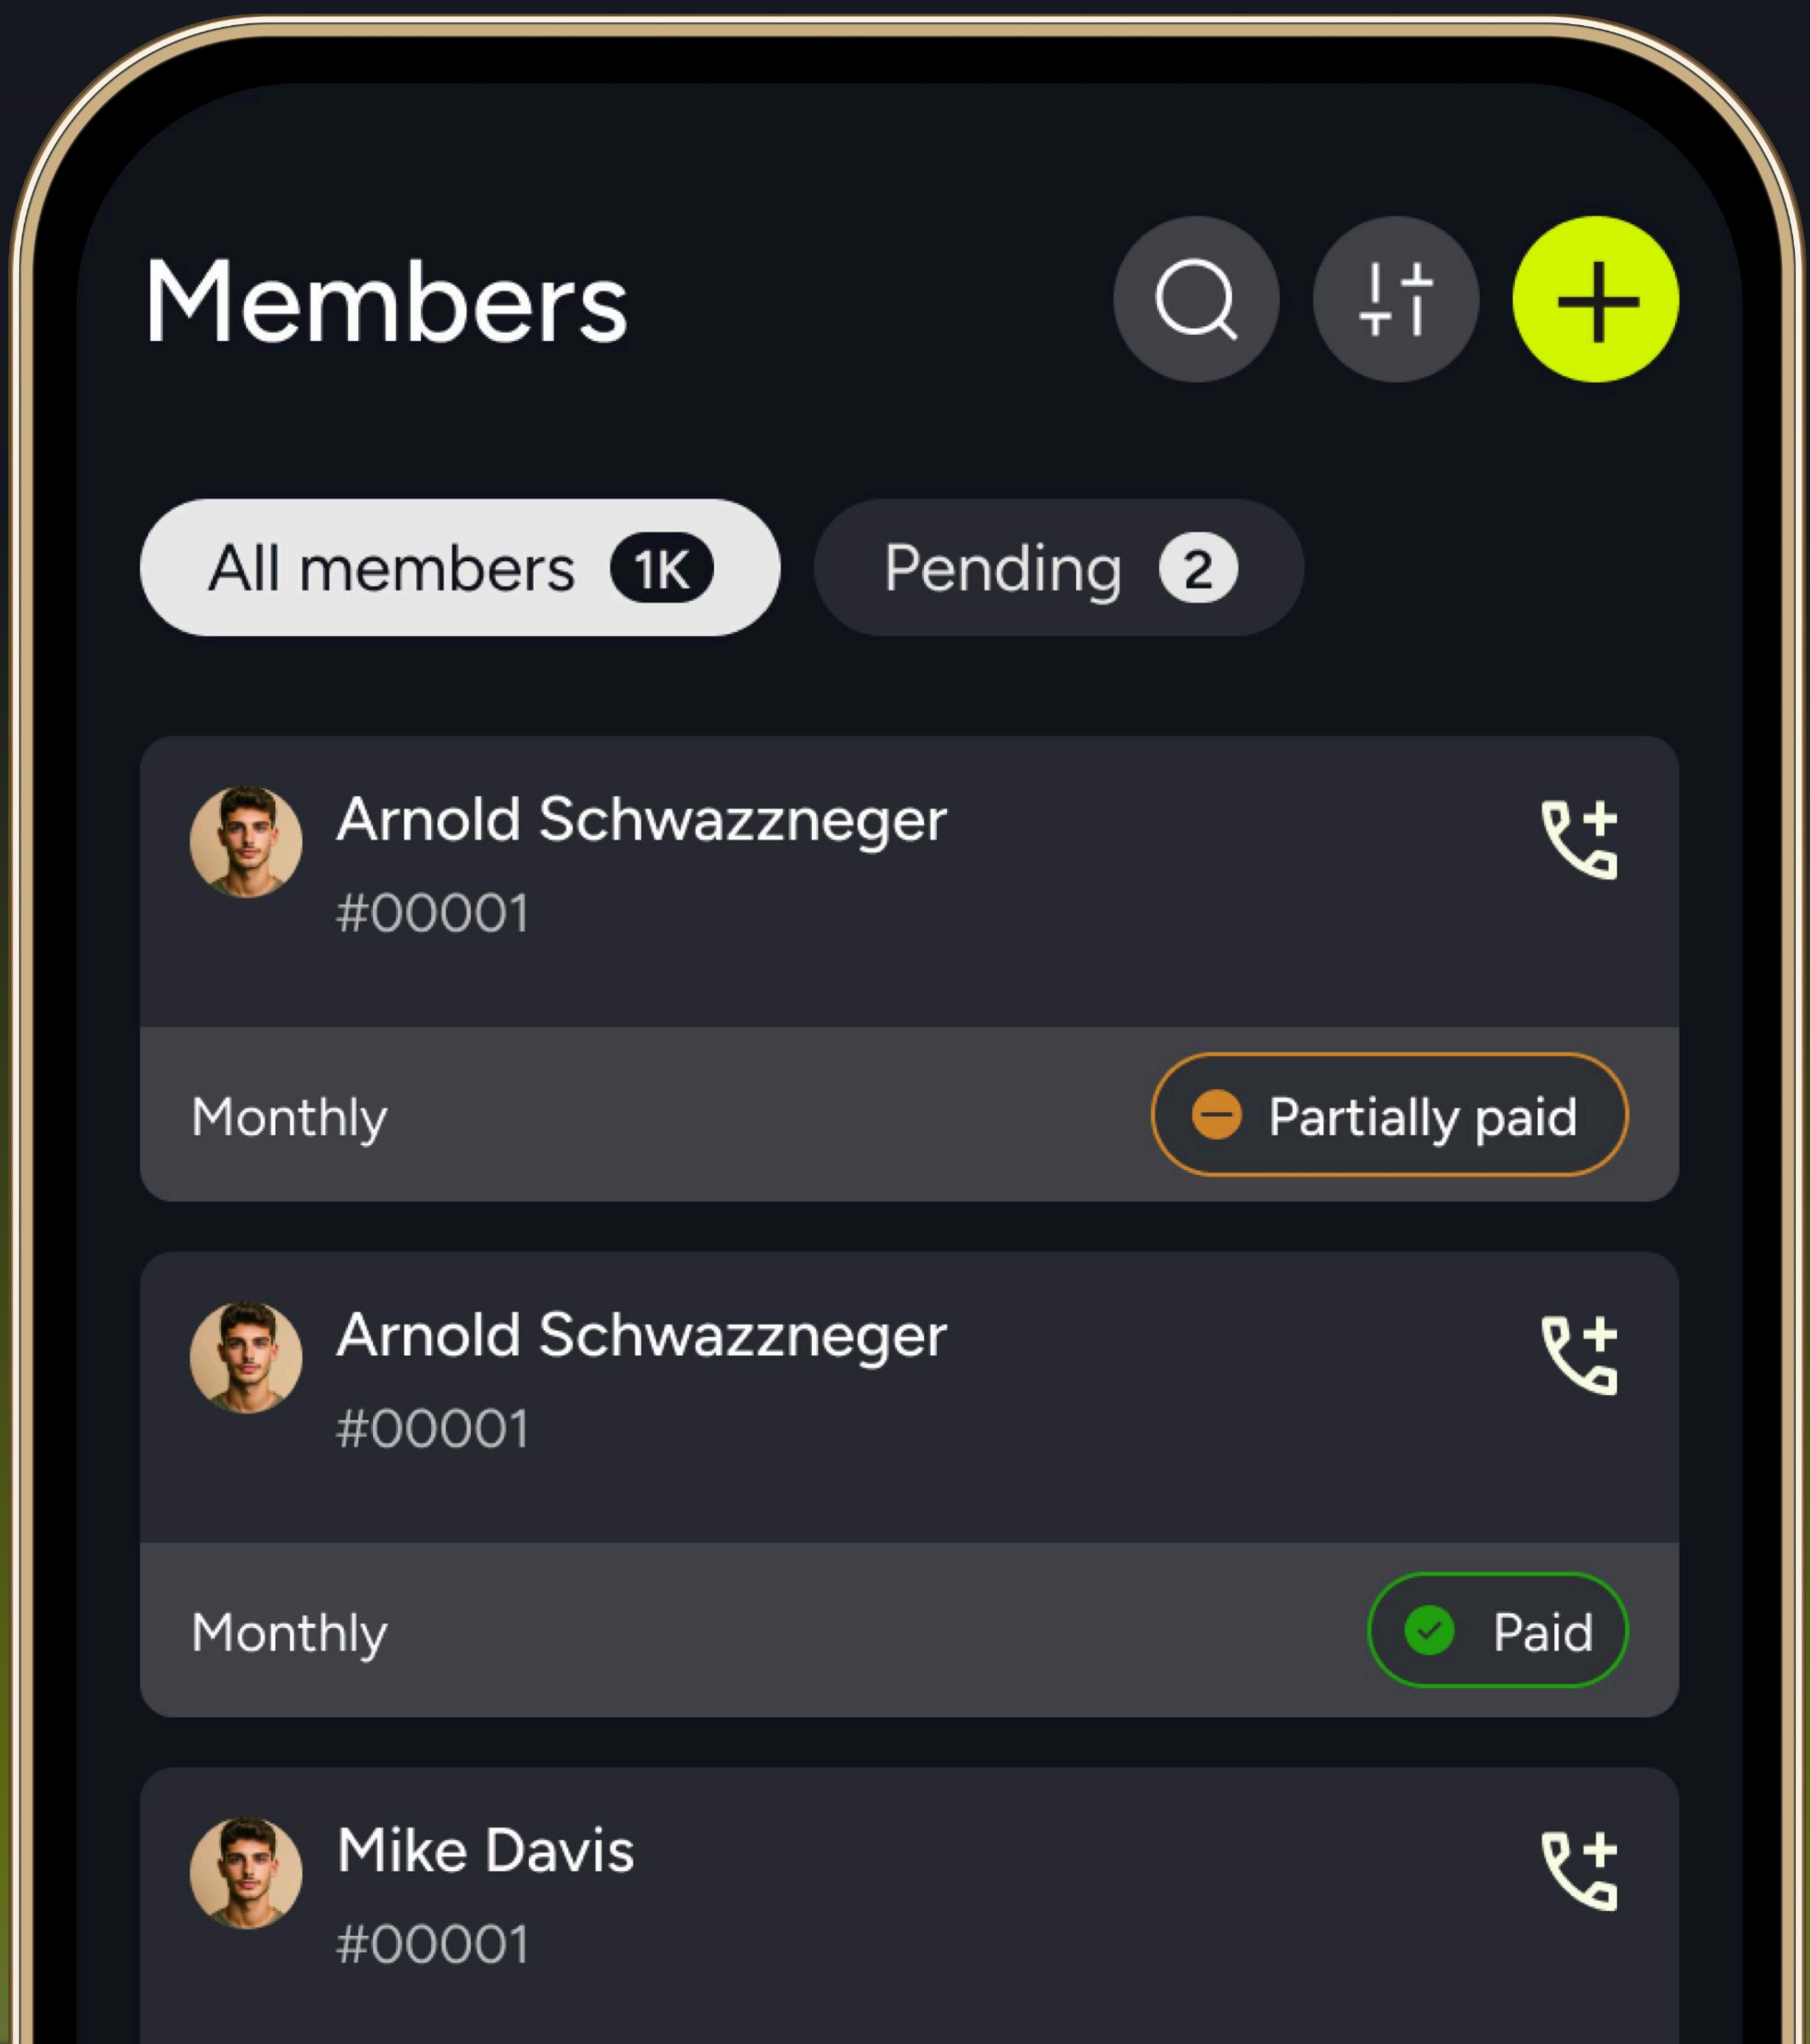 Members
All members 1K Pending 2
Arnold Schwazzneger
#00001
Monthly Partially paid
Arnold Schwazzneger
#00001
Monthly Paid
Mike Davis
#00001